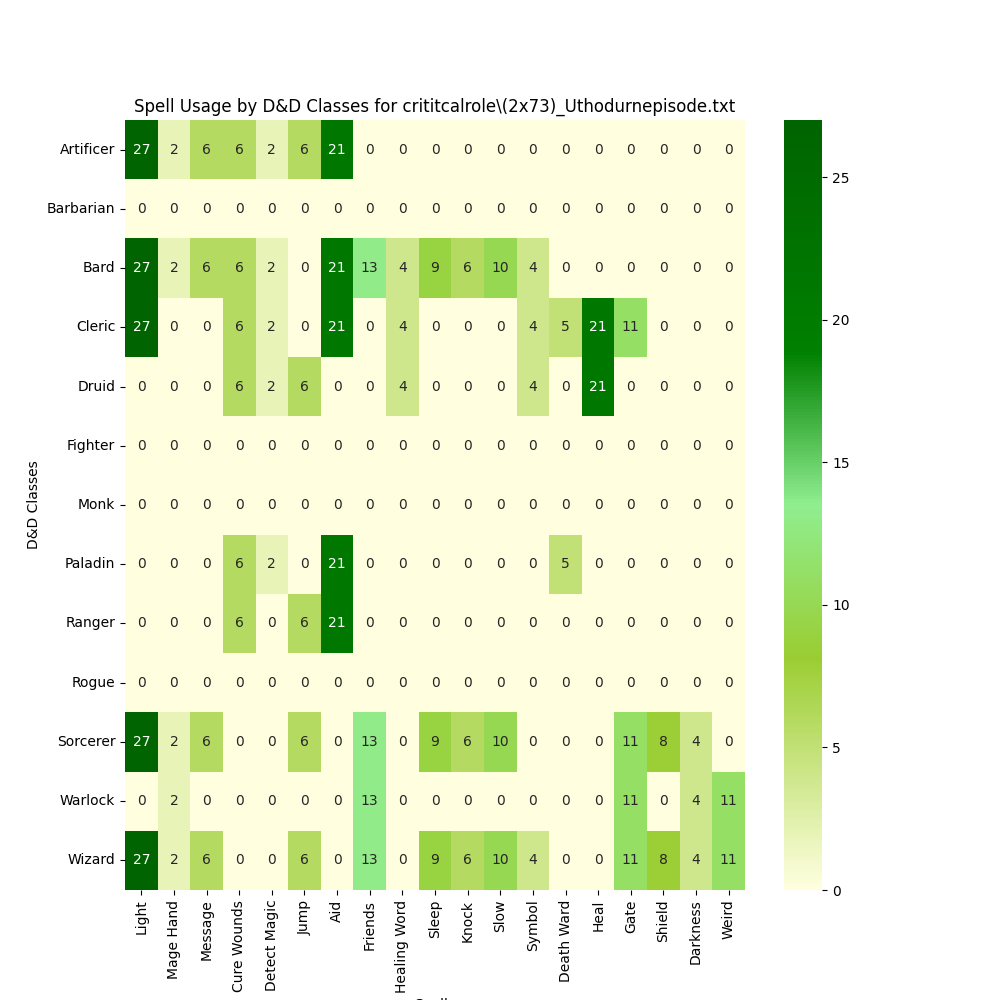 Spell Usage by D&D Classes for crititcalrole\(2x73)_Uthodurnepisode.txt
D&D Classes
Artificer 27 2 6 6 2 6 21 0 0 0 0 0 0 0 0 0 0 0 0
Barbarian 0 0 0 0 0 0 0 0 0 0 0 0 0 0 0 0 0 0 0
Bard 27 2 6 6 2 0 21 13 4 9 6 10 4 0 0 0 0 0 0
Cleric 27 0 0 6 2 0 21 0 4 0 0 0 4 5 21 11 0 0 0
Druid 0 0 0 6 2 6 0 0 4 0 0 0 4 0 21 0 0 0 0
Fighter 0 0 0 0 0 0 0 0 0 0 0 0 0 0 0 0 0 0 0
Monk 0 0 0 0 0 0 0 0 0 0 0 0 0 0 0 0 0 0 0
Paladin 0 0 0 6 2 0 21 0 0 0 0 0 0 5 0 0 0 0 0
Ranger 0 0 0 6 0 6 21 0 0 0 0 0 0 0 0 0 0 0 0
Rogue 0 0 0 0 0 0 0 0 0 0 0 0 0 0 0 0 0 0 0
Sorcerer 27 2 6 0 0 6 0 13 0 9 6 10 0 0 0 11 8 4 0
Warlock 0 2 0 0 0 0 0 13 0 0 0 0 0 0 0 11 0 4 11
Wizard 27 2 6 0 0 6 0 13 0 9 6 10 4 0 0 11 8 4 11
Light
Mage Hand
Message
Cure Wounds
Detect Magic
Jump
Aid
Friends
Healing Word
Sleep
Knock
Slow
Symbol
Death Ward
Heal
Gate
Shield
Darkness
Weird
25
20
15
10
5
0